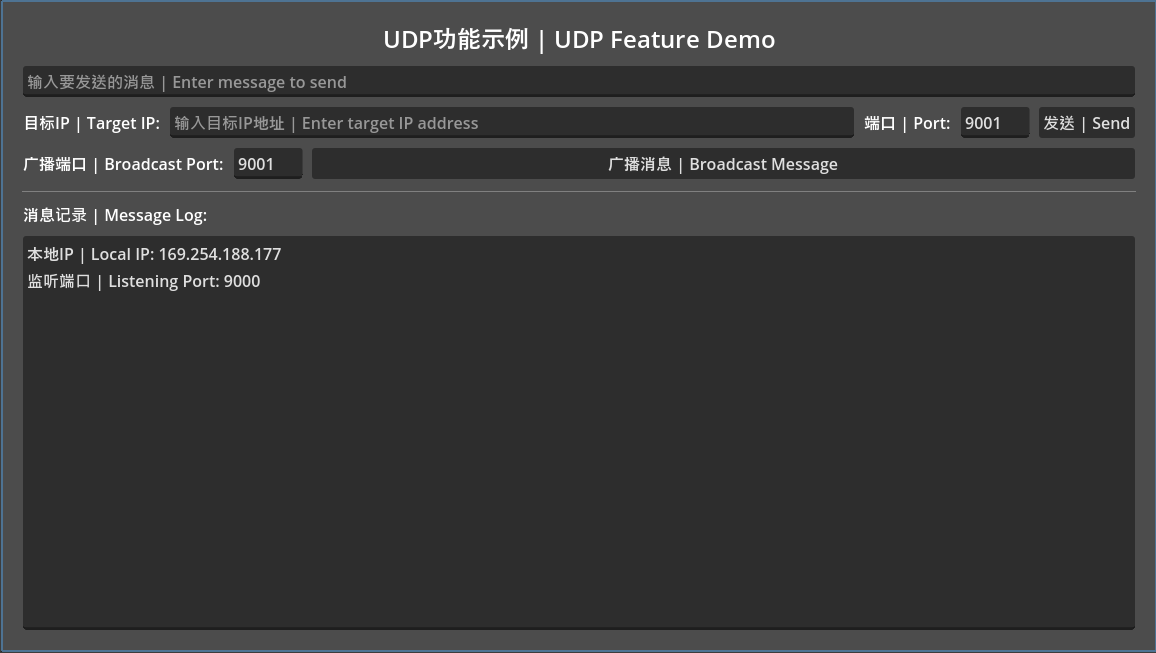 UDP功能示例 | UDP Feature Demo
输入要发送的消息 | Enter message to send
目标IP | Target IP: 输入目标IP地址 | Enter target IP address 端口 | Port: 9001 发送 | Send
广播端口 | Broadcast Port: 9001 广播消息 | Broadcast Message
消息记录 | Message Log:
本地IP | Local IP: 169.254.188.177
监听端口 | Listening Port: 9000